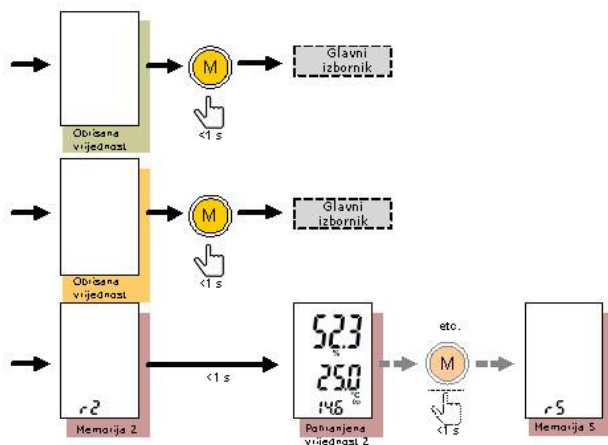 M
Glavni
izbornik
<1 s
Obrisana
vrijednost
M
Glavni
izbornik
<1 s
Obrisana
vrijednost
r2
Memorija 2
<1 s
52.3
%
25.0
°C
14.6
Pohranjena
vrijednost 2
etc.
M
<1 s
r5
Memorija 5